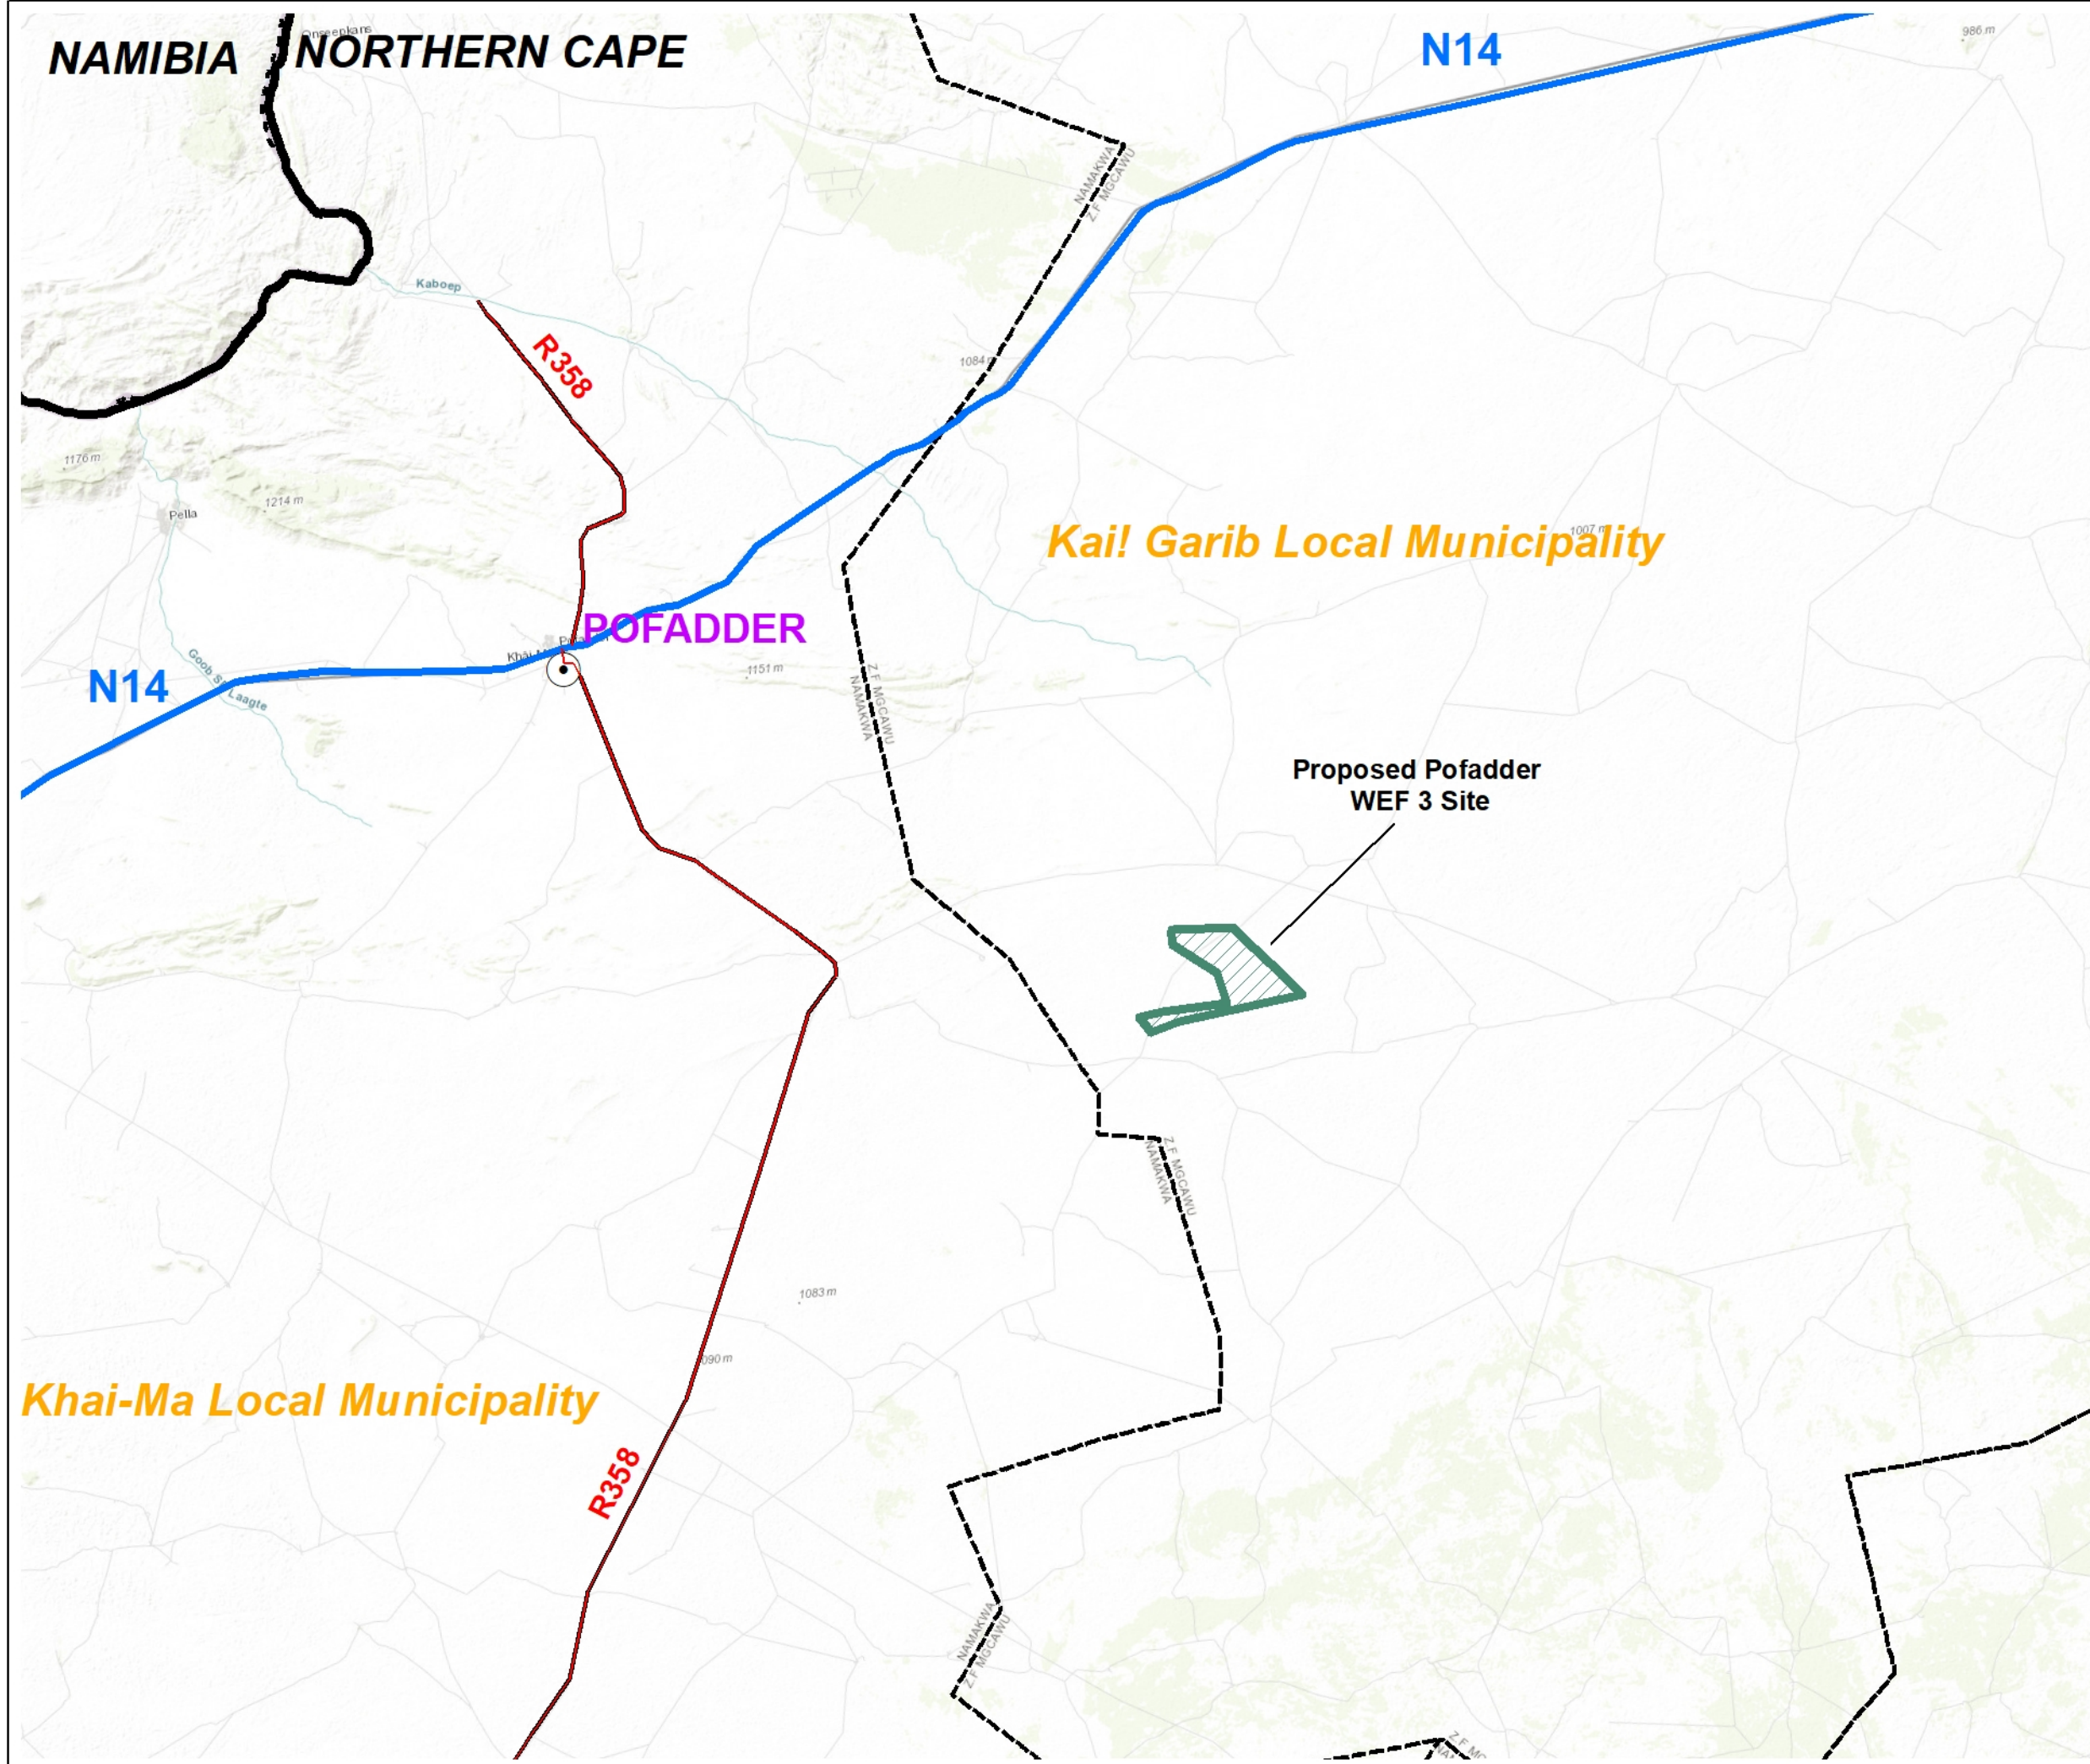 NAMIBIA
NORTHERN CAPE
Onseepkans
N14
986 m
NAMAKWA
Z.F MGCAWU
Kaboep
R358
1084 m
1176 m
1214 m
Pella
Kai! Garib Local Municipality
1007 m
POFADDER
1151 m
N14
Z.F MGCAWU
NAMAKWA
Proposed Pofadder
WEF 3 Site
Z.F MGCAWU
NAMAKWA
1083 m
090 m
Khai-Ma Local Municipality
R358
NAMAKWA
Z.F MGCAWU